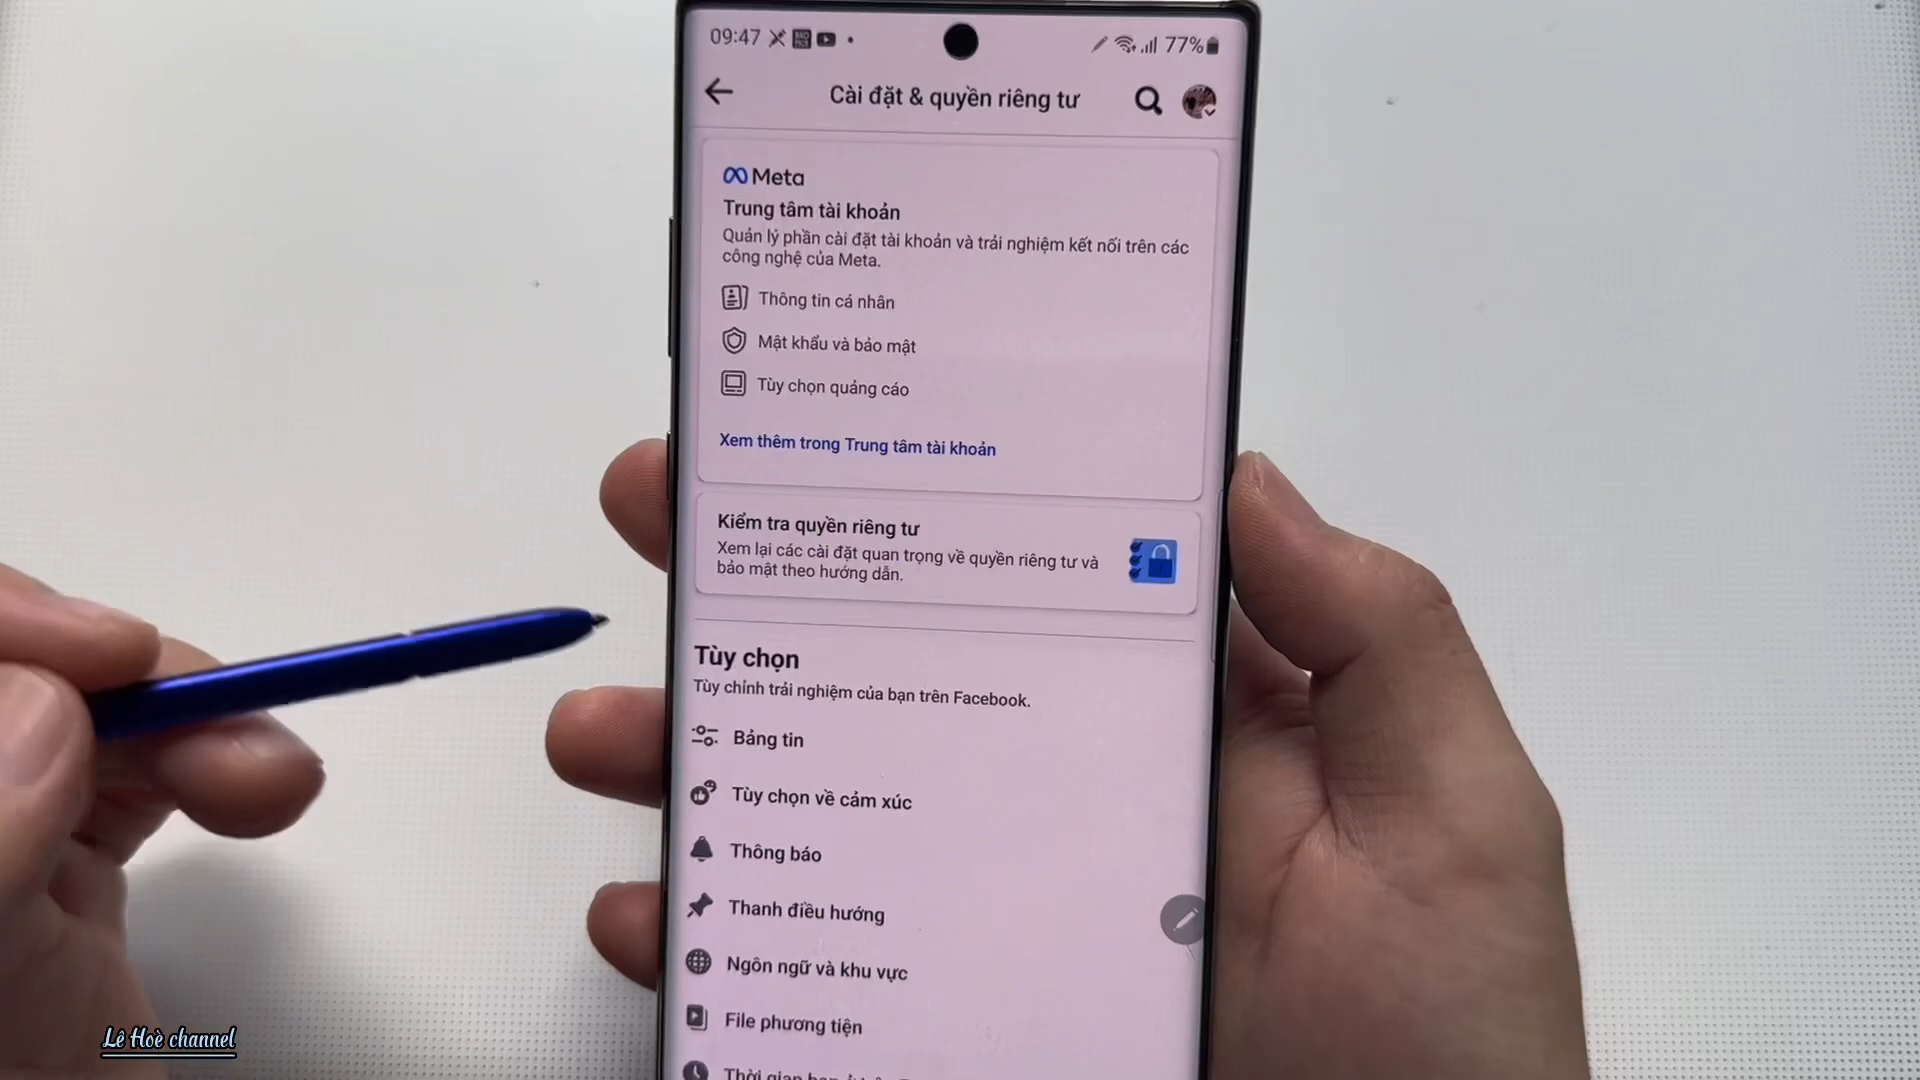 09:47
77%
Cài đặt & quyền riêng tư
Meta
Trung tâm tài khoản
Quản lý phần cài đặt tài khoản và trải nghiệm kết nối trên các
công nghệ của Meta.
Thông tin cá nhân
Mật khẩu và bảo mật
Tùy chọn quảng cáo
Xem thêm trong Trung tâm tài khoản
Kiểm tra quyền riêng tư
Xem lại các cài đặt quan trọng về quyền riêng tư và
bảo mật theo hướng dẫn.
Tùy chọn
Tùy chỉnh trải nghiệm của bạn trên Facebook.
Bảng tin
Tùy chọn về cảm xúc
Thông báo
Thanh điều hướng
Ngôn ngữ và khu vực
File phương tiện
Thời gian bạn
Lê Hoè channel